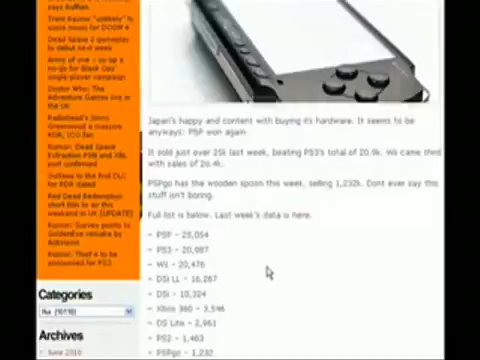 says Ruffian
Trent Reznor "unlikely" to
score music for DOOM 4
Dead Space 2 gameplay
to debut next week
Army of one - co-op a
no-go for Black Ops'
single-player campaign
Doctor Who: The
Adventure Games live in
the UK
Radiohead's Jonny
Greenwood a massive
RDR, ICO fan
Rumor: Dead Space
Extraction PSN and XBL
port unfirmed
Outlaws to the End DLC
for RDR dated
Red Dead Redemption
short film to air this
weekend in UK [UPDATE]
Rumor: Survey points to
GoldenEye remake by
Activision
Rumor: That's to be
announced for PS3
Categories
Archives
June 2010
Japan's happy and content with buying its hardware. It seems to be
anyways: PSP won again.
It sold just over 25k last week, beating PS3's total of 20.9k. Wii came third
with sales of 20.4k.
PSPgo has the wooden spoon this week, selling 1,232k. Dont ever say this
stuff isn't boring.
Full list is below. Last week's data is here.
– PSP – 25,054
– PS3 – 20,987
– Wii – 20,476
– DSi LL – 16,267
– DSi – 10,324
– Xbox 360 – 3,546
– DS Lite – 2,961
– PS2 – 1,463
– PSPgo – 1,232